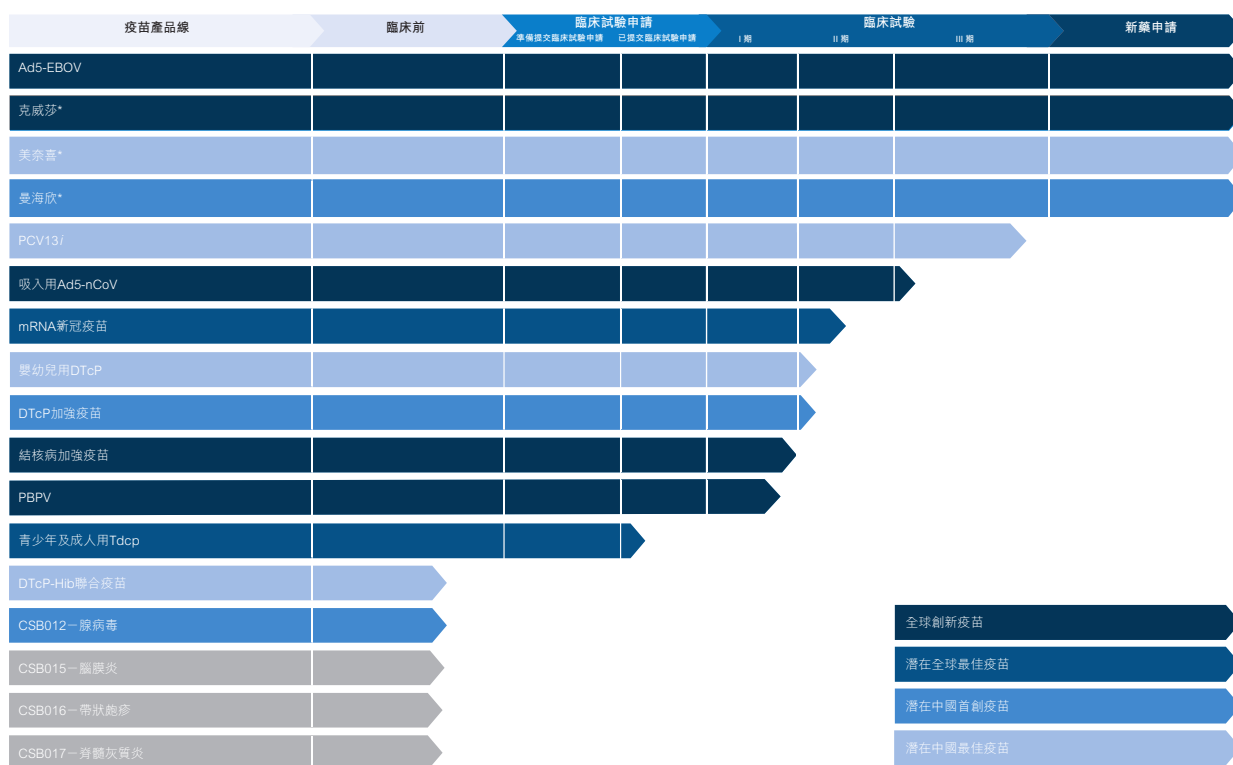 疫苗產品線
臨床前
臨床試驗申請
準備提交臨床試驗申請 已提交臨床試驗申請
臨床試驗
I 期 II 期 III 期
新藥申請
Ad5-EBOV
克威莎*
美奈喜*
曼海欣*
PCV13i
吸入用Ad5-nCoV
mRNA新冠疫苗
嬰幼兒用DTcP
DTcP加強疫苗
結核病加強疫苗
PBPV
青少年及成人用Tdcp
DTcP-Hib聯合疫苗
CSB012－腺病毒
CSB015－腦膜炎
CSB016－帶狀皰疹
CSB017－脊髓灰質炎
全球創新疫苗
潛在全球最佳疫苗
潛在中國首創疫苗
潛在中國最佳疫苗